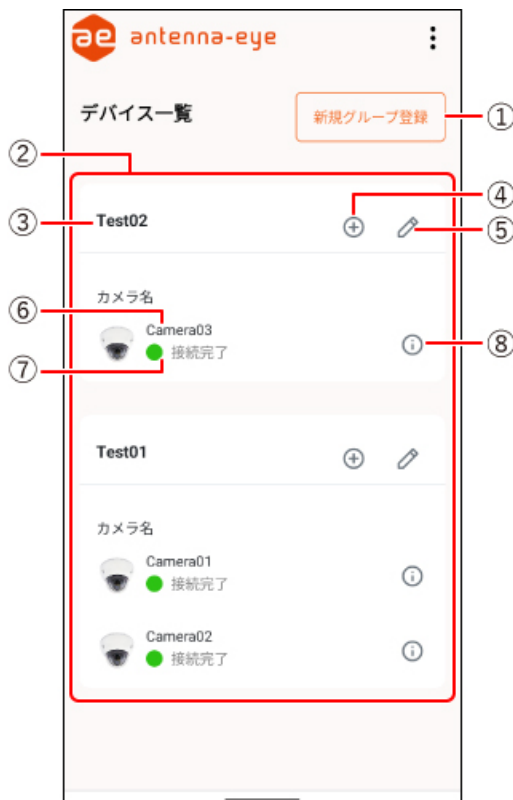 ae antenna-eye
デバイス一覧
新規グループ登録
①
②
③
Test02
④
⑤
カメラ名
⑥
Camera03
⑦
接続完了
⑧
Test01
カメラ名
Camera01
接続完了
Camera02
接続完了